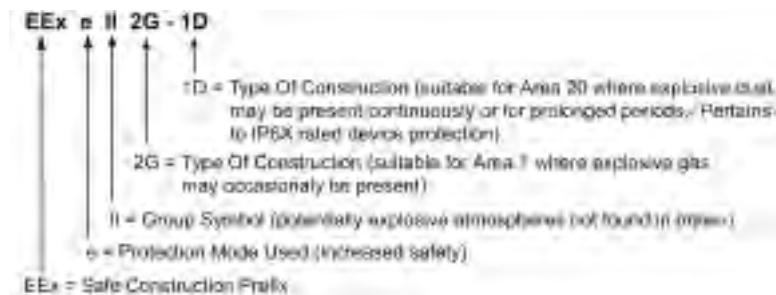 EEx e II 2G - 1D
1D = Type Of Construction (suitable for Area 20 where explosive dust
may be present continuously or for prolonged periods. Pertains
to IP6X rated device protection)
2G = Type Of Construction (suitable for Area 1 where explosive gas
may occasionaly be present)
II = Group Symbol (potentially explosive atmospheres not found in mines)
e = Protection Mode Used (increased safety)
EEx = Safe Construction Prefix